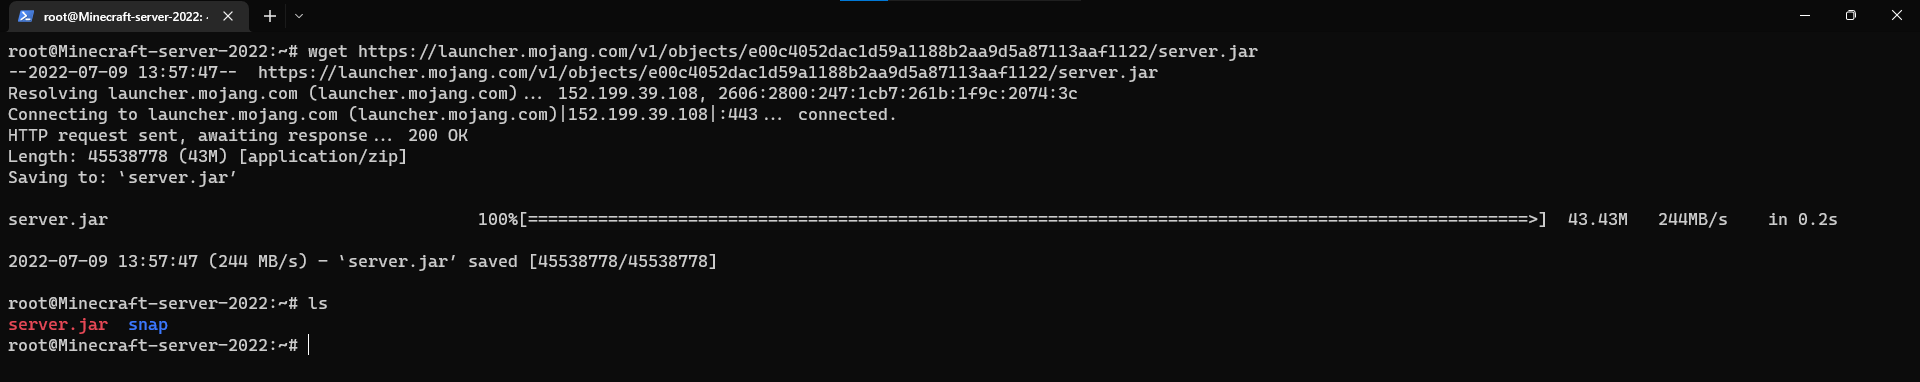 root@Minecraft-server-2022: ·
root@Minecraft-server-2022:~# wget https://launcher.mojang.com/v1/objects/e00c4052dac1d59a1188b2aa9d5a87113aaf1122/server.jar
--2022-07-09 13:57:47--  https://launcher.mojang.com/v1/objects/e00c4052dac1d59a1188b2aa9d5a87113aaf1122/server.jar
Resolving launcher.mojang.com (launcher.mojang.com)... 152.199.39.108, 2606:2800:247:1cb7:261b:1f9c:2074:3c
Connecting to launcher.mojang.com (launcher.mojang.com)|152.199.39.108|:443... connected.
HTTP request sent, awaiting response... 200 OK
Length: 45538778 (43M) [application/zip]
Saving to: ‘server.jar’
server.jar 100%[====================================================================================================>] 43.43M 244MB/s in 0.2s
2022-07-09 13:57:47 (244 MB/s) - ‘server.jar’ saved [45538778/45538778]
root@Minecraft-server-2022:~# ls
server.jar  snap
root@Minecraft-server-2022:~#